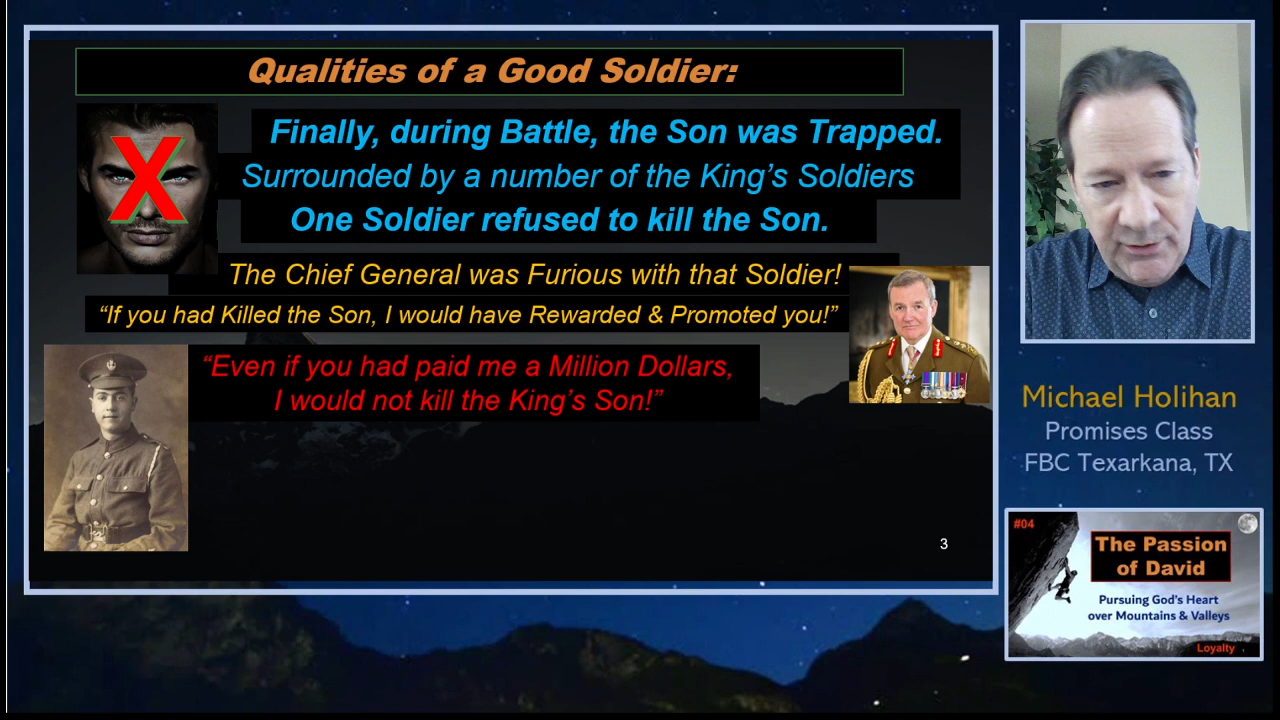 Qualities of a Good Soldier:
X
Finally, during Battle, the Son was Trapped.
Surrounded by a number of the King’s Soldiers
One Soldier refused to kill the Son.
The Chief General was Furious with that Soldier!
“If you had Killed the Son, I would have Rewarded & Promoted you!”
“Even if you had paid me a Million Dollars,
I would not kill the King’s Son!”
3
Michael Holihan
Promises Class
FBC Texarkana, TX
#04
The Passion
of David
Pursuing God's Heart
over Mountains & Valleys
Loyalty